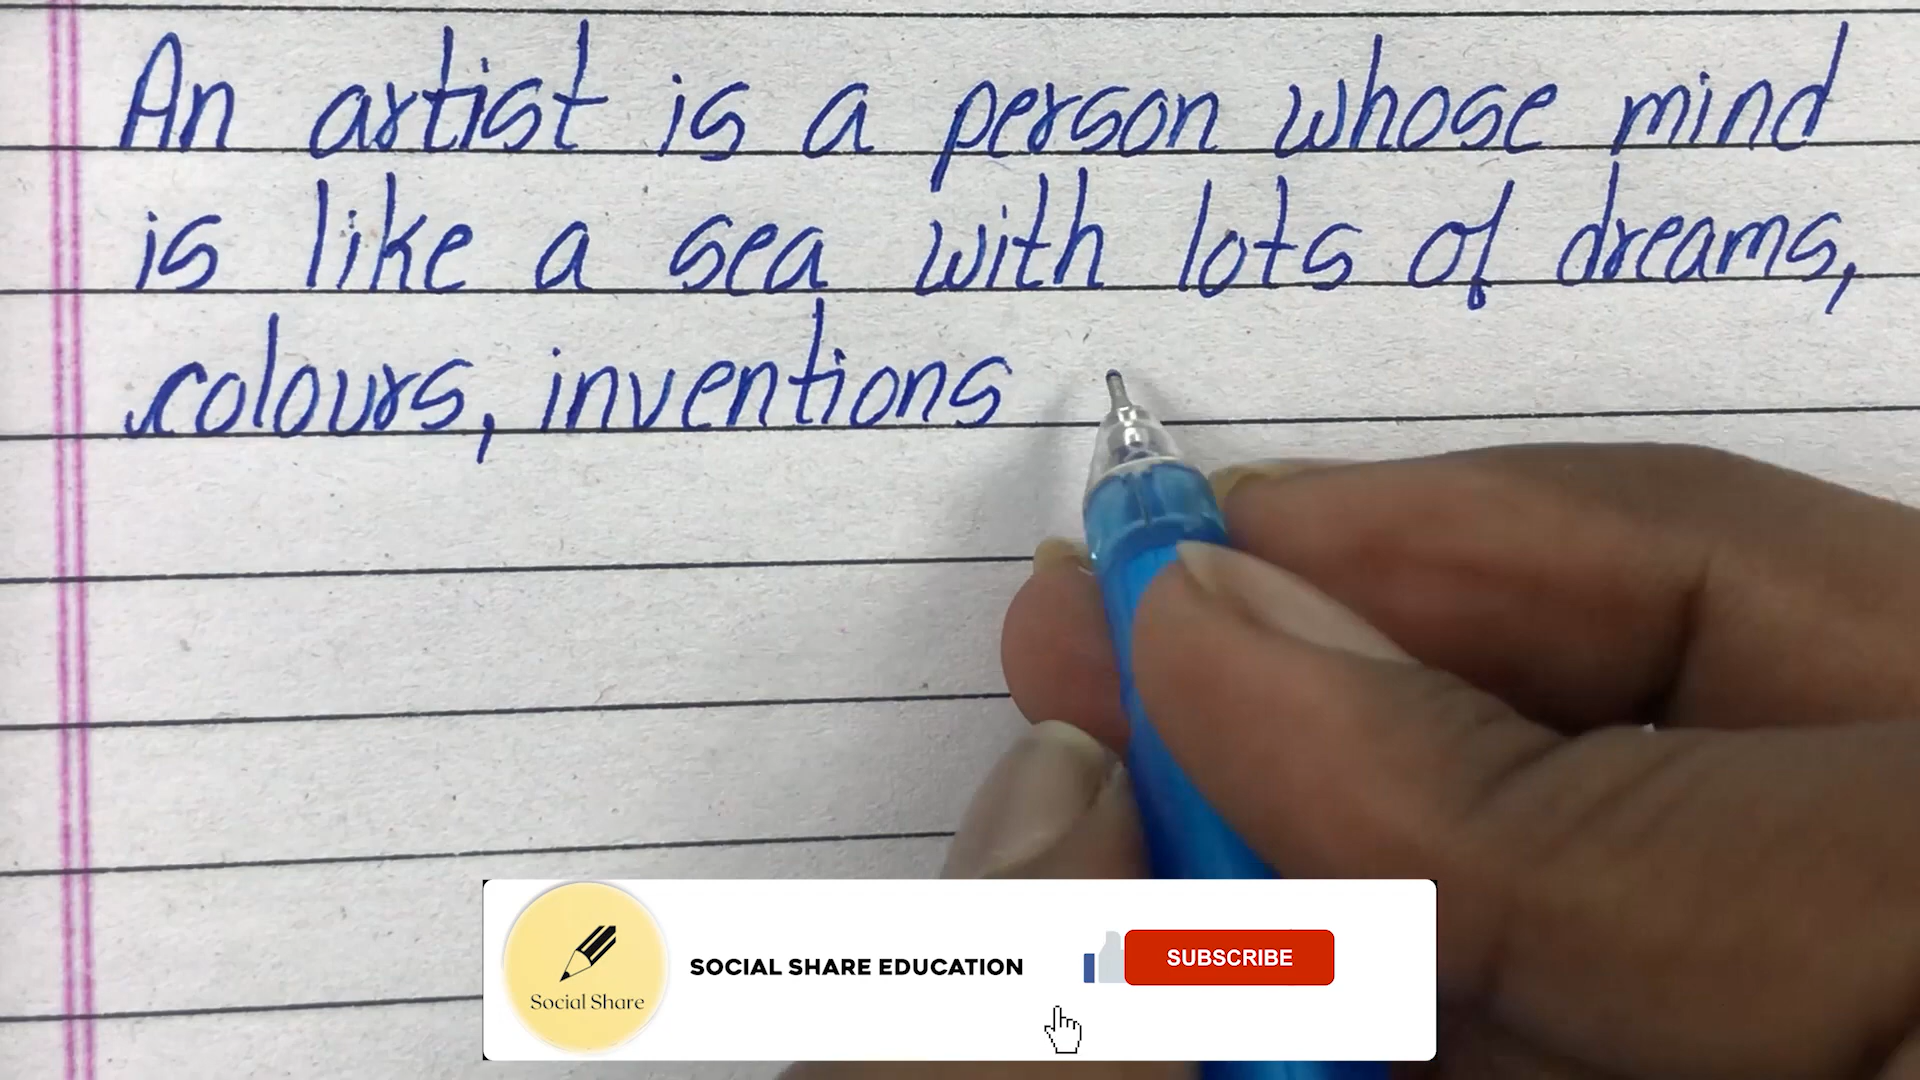 An artist is a person whose mind
is like a sea with lots of dreams,
colours, inventions
Social Share
SOCIAL SHARE EDUCATION
SUBSCRIBE